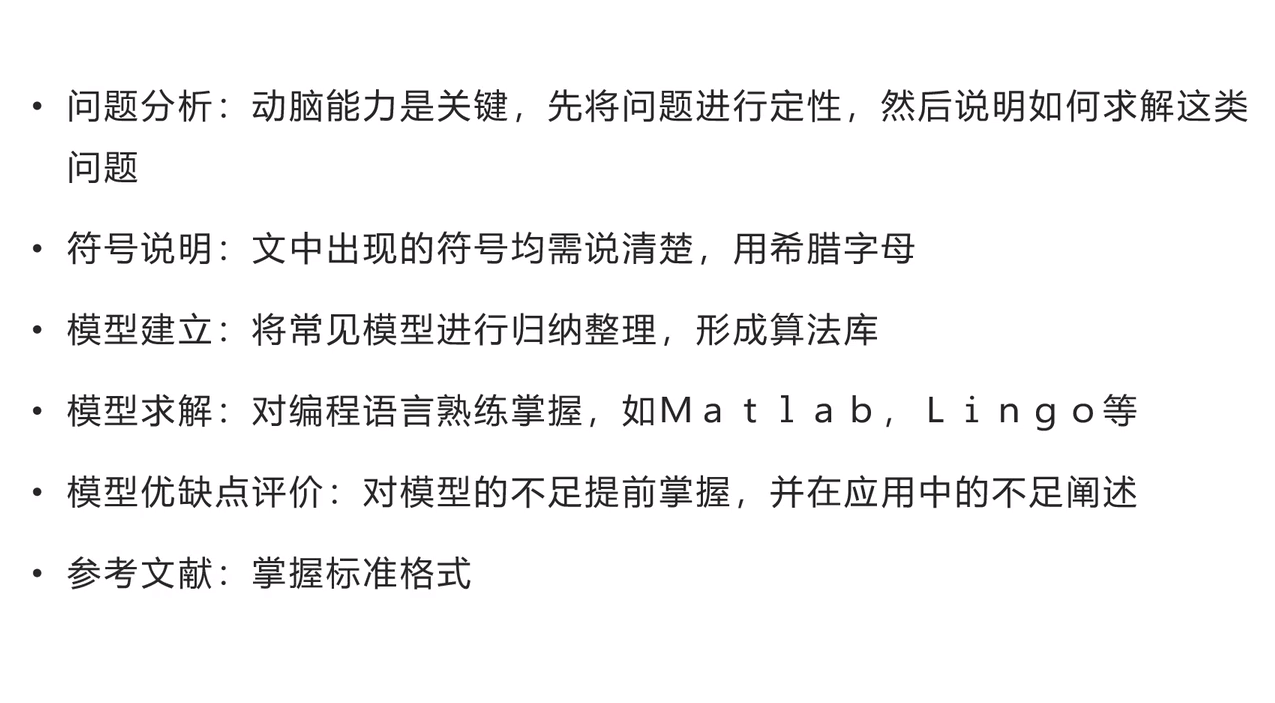 • 问题分析：动脑能力是关键，先将问题进行定性，然后说明如何求解这类
问题
• 符号说明：文中出现的符号均需说清楚，用希腊字母
• 模型建立：将常见模型进行归纳整理，形成算法库
• 模型求解：对编程语言熟练掌握，如Ｍａｔｌａｂ，Ｌｉｎｇｏ等
• 模型优缺点评价：对模型的不足提前掌握，并在应用中的不足阐述
• 参考文献：掌握标准格式